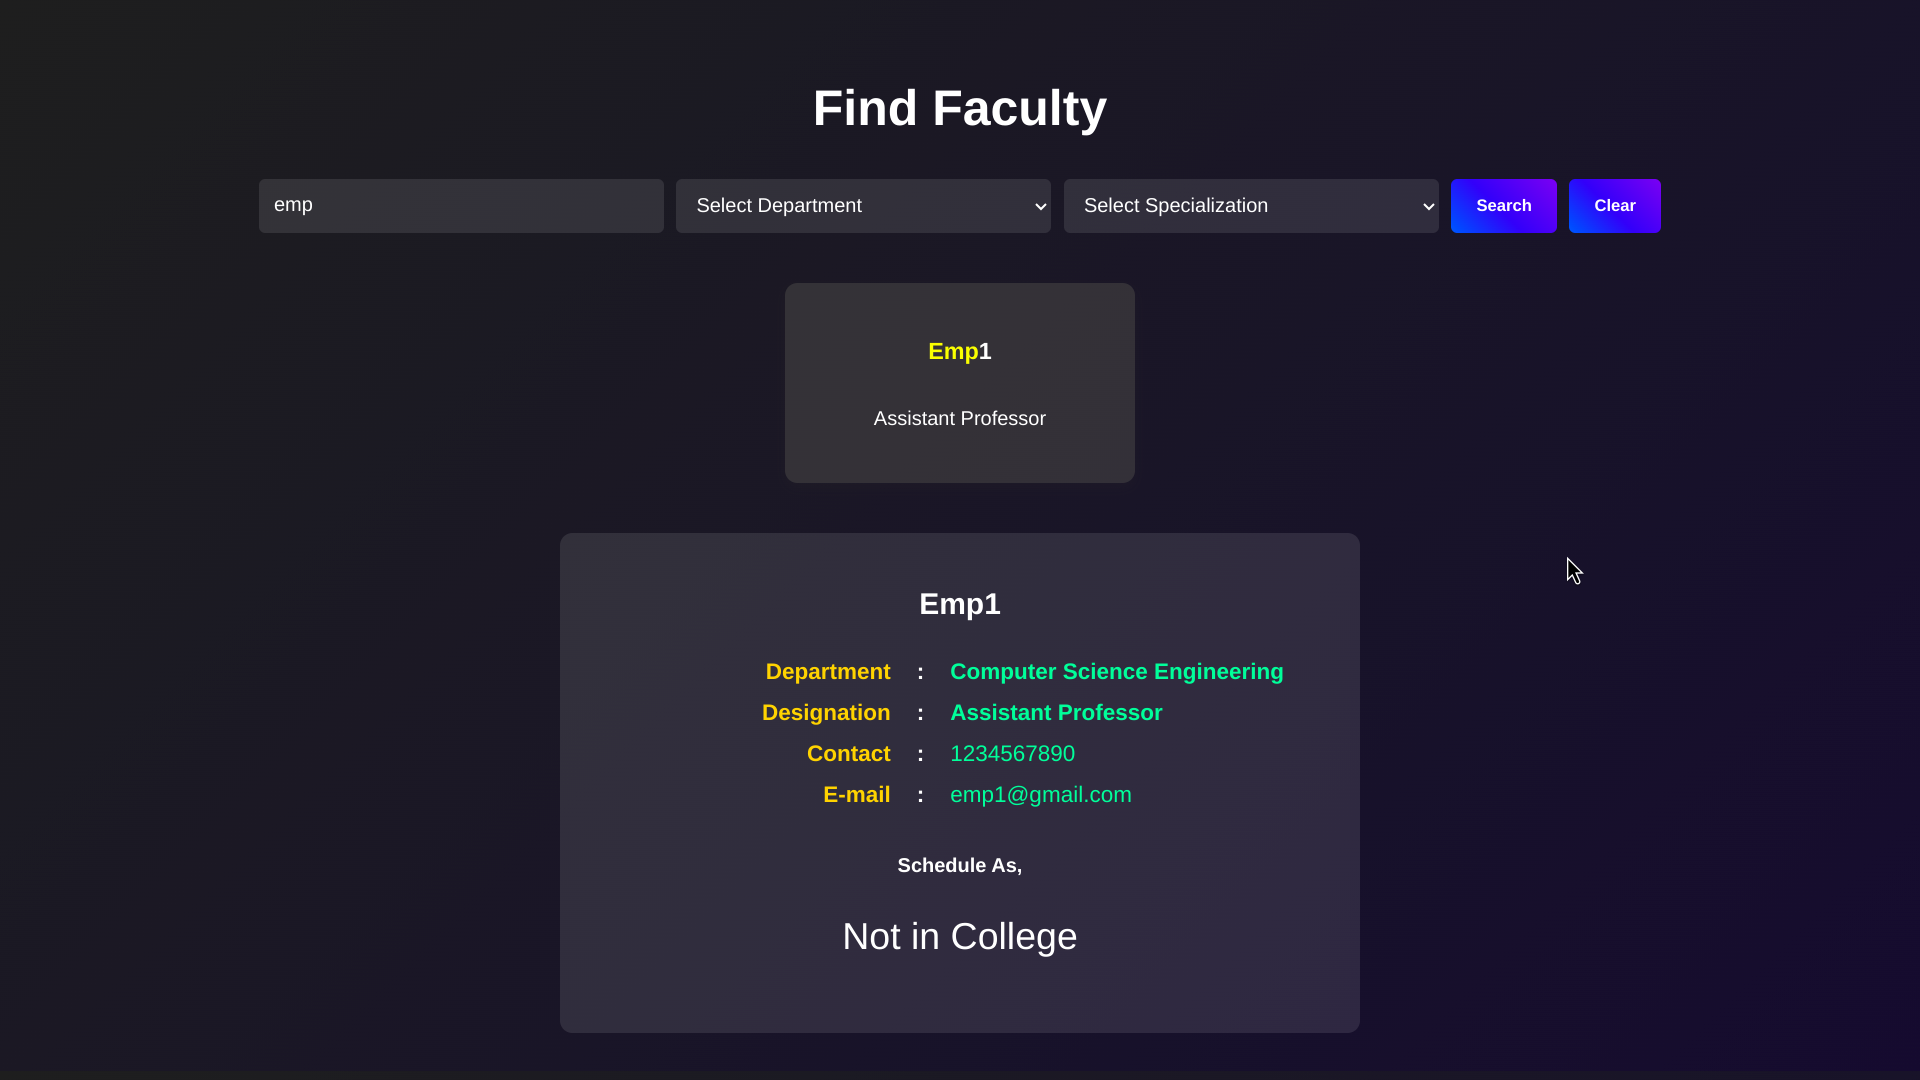 Find Faculty
emp Select Department Select Specialization Search Clear
Emp1
Assistant Professor
Emp1
Department : Computer Science Engineering
Designation : Assistant Professor
Contact : 1234567890
E-mail : emp1@gmail.com
Schedule As,
Not in College